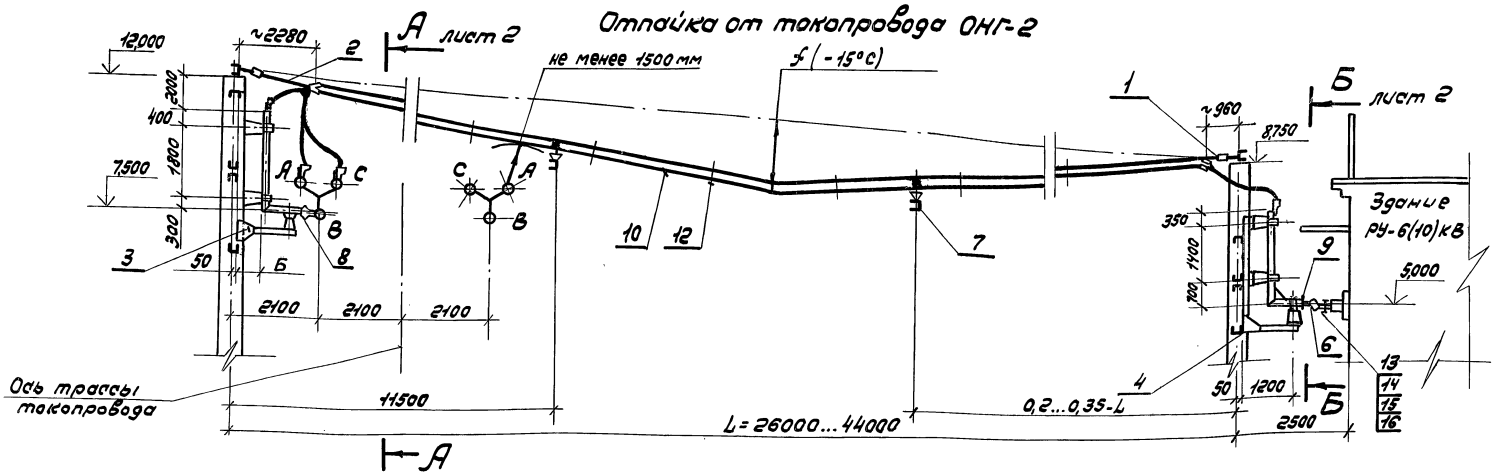 Отпайка от токопровода ОНГ-2
А лист 2
~2280
12,000
2
не менее 1500 мм
f (-15°С)
1
~960
Б лист 2
8,750
2000
400
1800
7,500
300
А
С
В
С
А
В
3
50
Б
8
10
12
7
350
1400
700
Здание
РУ-6(10)кВ
9
5,000
6
2100
2100
2100
4
50
1200
13
14
15
16
Ось трассы
токопровода
11500
0,2...0,35-L
Б
L=26000...44000
2500
А